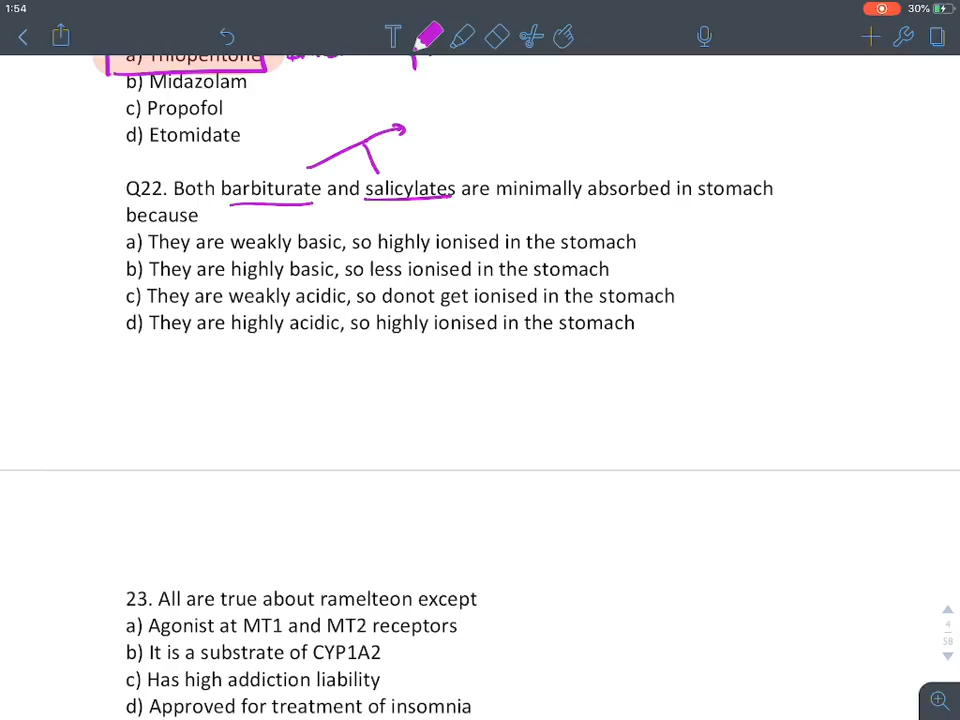 1:54
30%
T
a) Thiopentone
b) Midazolam
c) Propofol
d) Etomidate
Q22. Both barbiturate and salicylates are minimally absorbed in stomach
because
a) They are weakly basic, so highly ionised in the stomach
b) They are highly basic, so less ionised in the stomach
c) They are weakly acidic, so donot get ionised in the stomach
d) They are highly acidic, so highly ionised in the stomach
4
58
23. All are true about ramelteon except
a) Agonist at MT1 and MT2 receptors
b) It is a substrate of CYP1A2
c) Has high addiction liability
d) Approved for treatment of insomnia